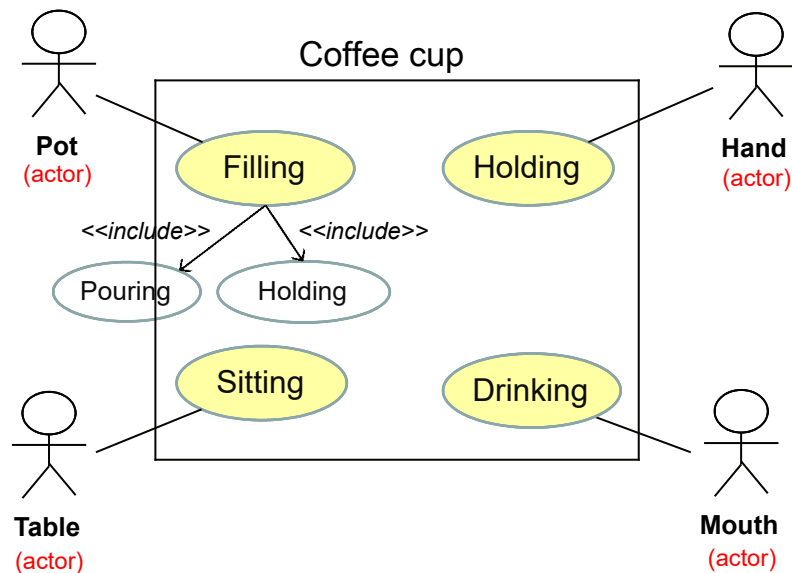 Coffee cup
Pot
(actor)
Hand
(actor)
Filling
Holding
<<include>>
<<include>>
Pouring
Holding
Sitting
Drinking
Table
(actor)
Mouth
(actor)